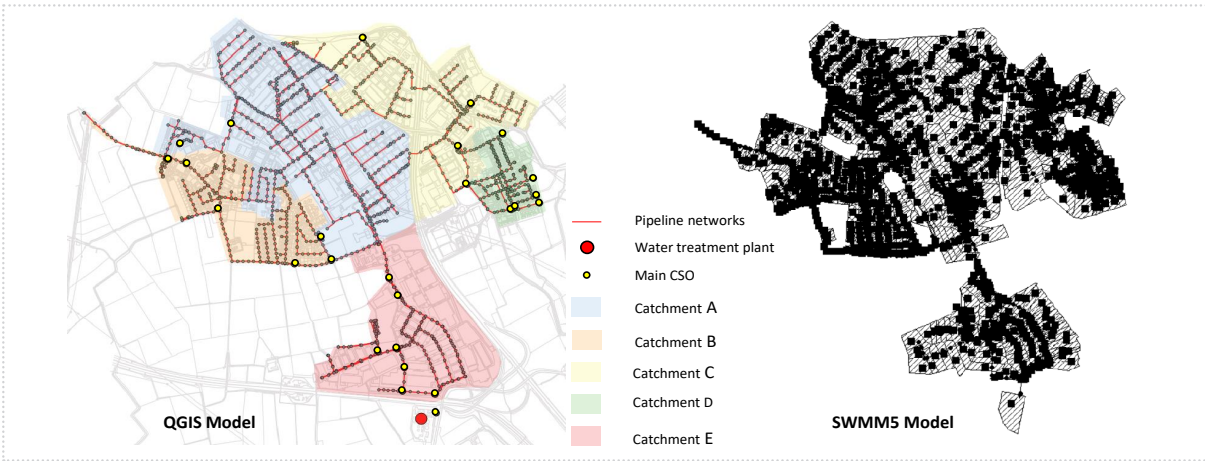 Pipeline networks
Water treatment plant
Main CSO
Catchment A
Catchment B
Catchment C
Catchment D
Catchment E
QGIS Model
SWMM5 Model